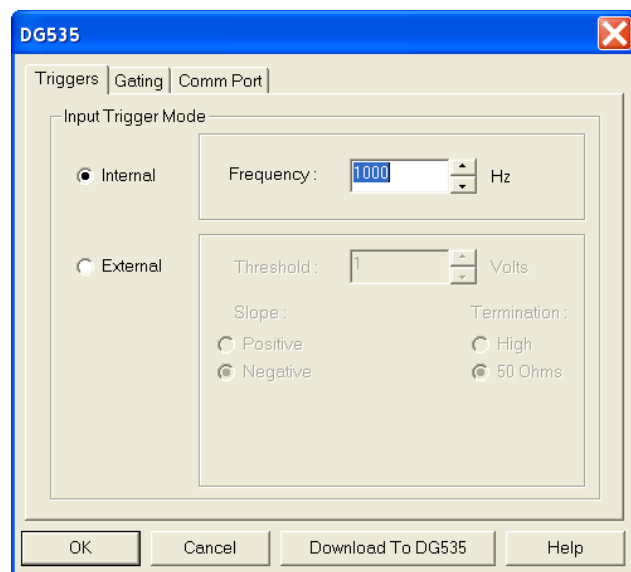 DG535
Triggers Gating Comm Port
Input Trigger Mode
Internal Frequency : 1000 Hz
External Threshold : 1 Volts
Slope : Termination :
Positive High
Negative 50 Ohms
OK Cancel Download To DG535 Help